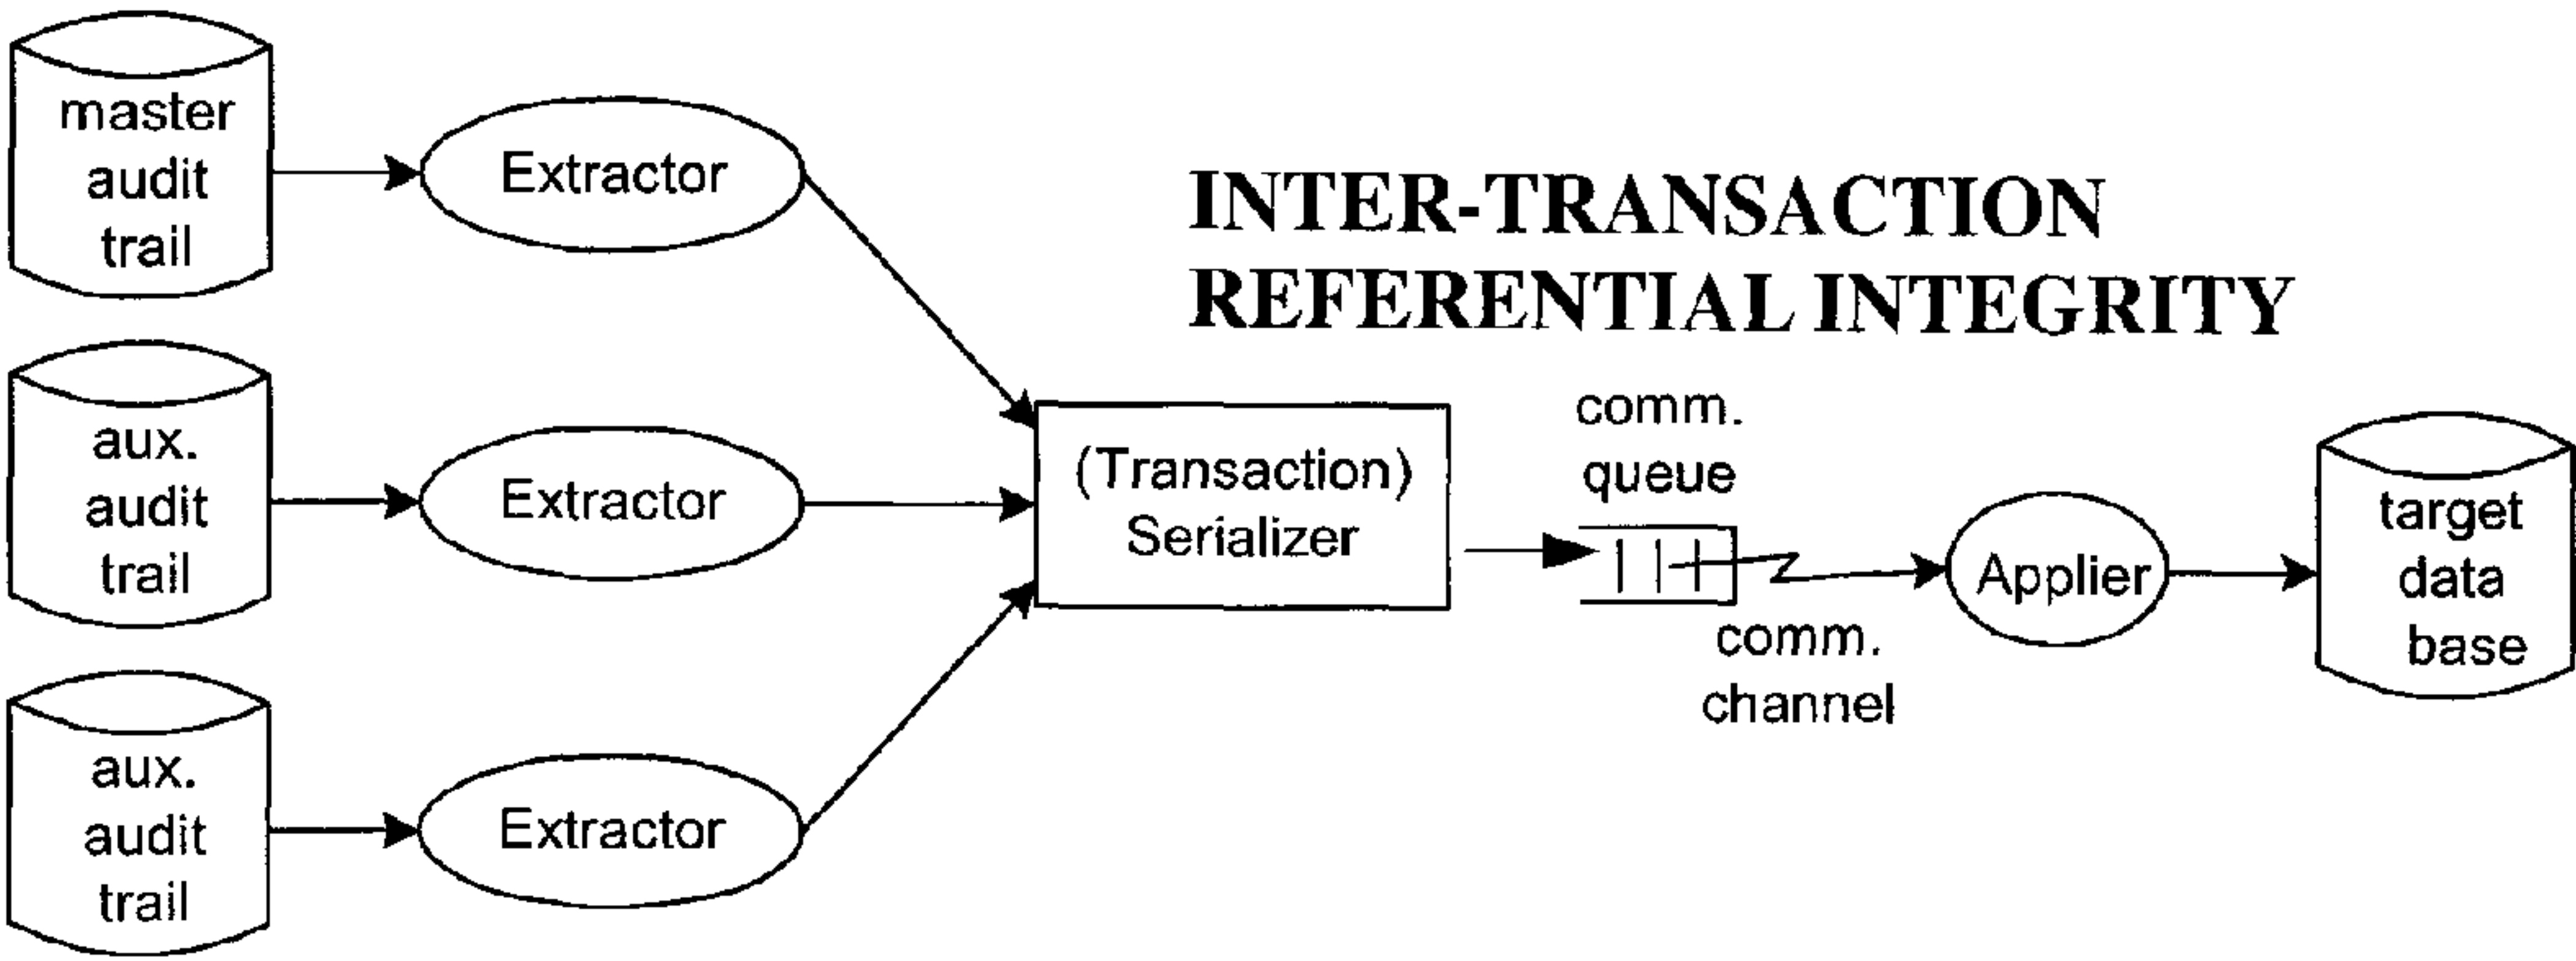 master
audit
trail
Extractor
INTER-TRANSACTION
REFERENTIAL INTEGRITY
aux.
audit
trail
Extractor
(Transaction)
Serializer
comm.
queue
comm.
channel
Applier
target
data
base
aux.
audit
trail
Extractor